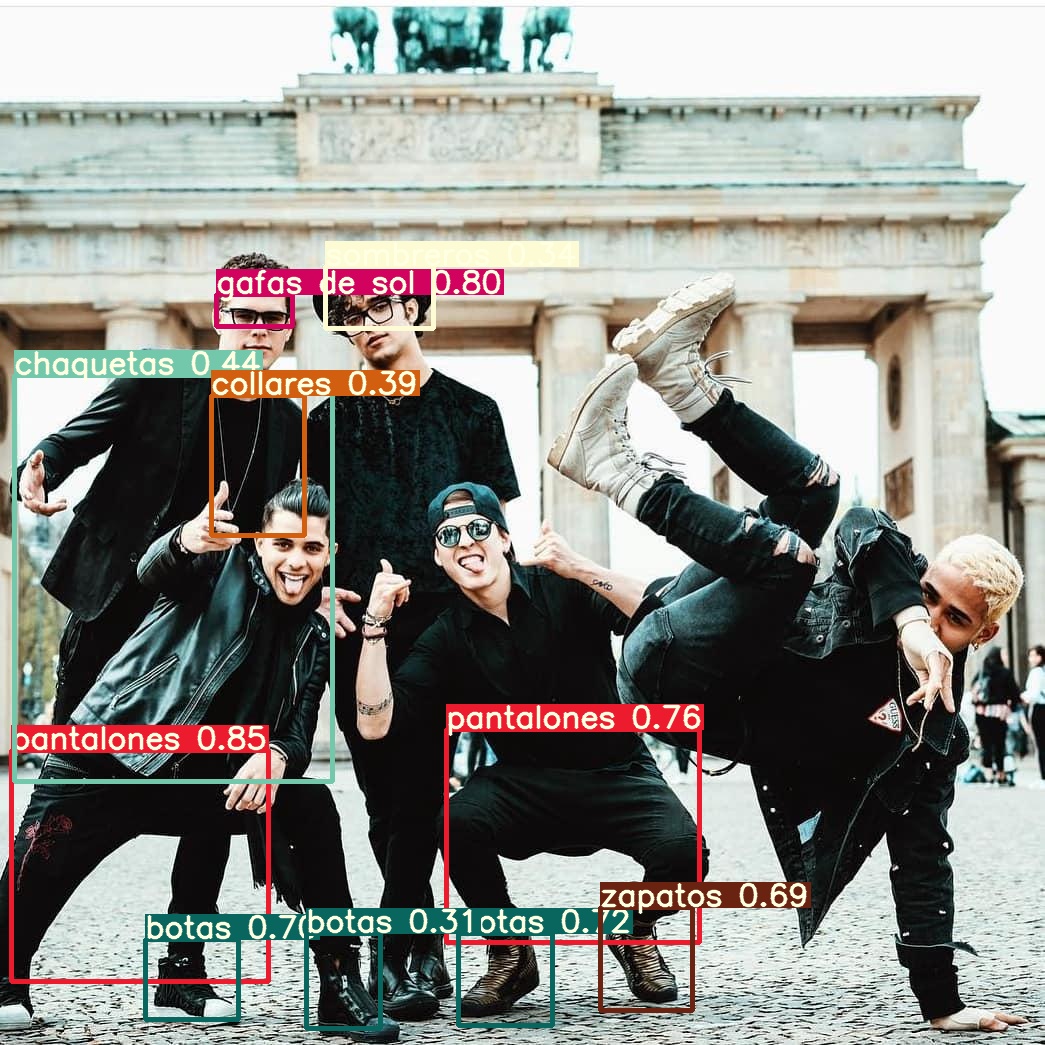 sombreros 0.34
gafas de sol 0.80
chaquetas 0.44
collares 0.39
pantalones 0.76
pantalones 0.85
zapatos 0.69
botas 0.70
botas 0.31
otas 0.72
GUESS